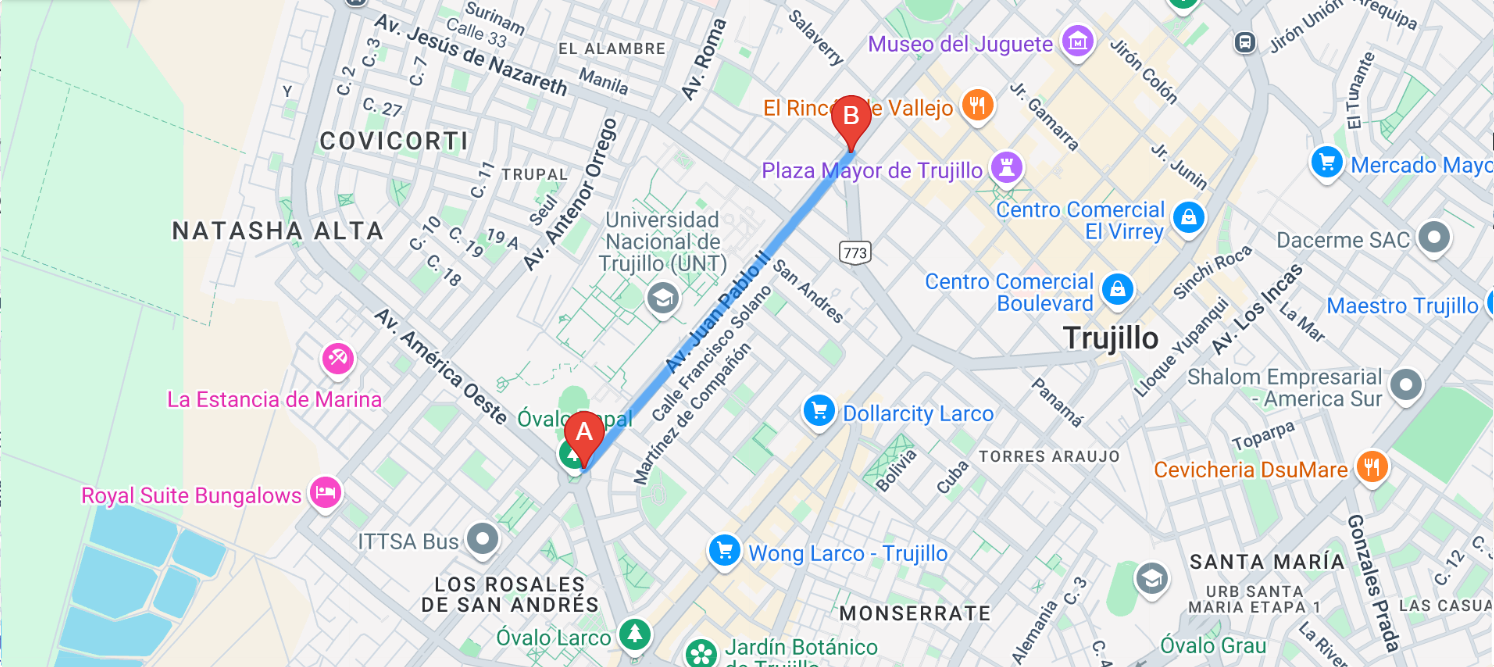 Surinam
Calle 33
Av. Jesús de Nazareth
EL ALAMBRE
Manila
Av. Roma
Salaverry
Museo del Juguete
Jirón Colón
Jirón Unión
Arequipa
El Tunante
C. 2
C. 3
C. 7
Y
C. 27
COVICORTI
C. 11
TRUPAL
Seul
Av. Antenor Orrego
B
El Rincón de Vallejo
Jr. Gamarra
Jr. Junin
Plaza Mayor de Trujillo
Mercado Mayo
NATASHA ALTA
C. 10
C. 19
19 A
C. 18
Universidad
Nacional de
Trujillo (UNT)
773
Centro Comercial
El Virrey
Dacerme SAC
Sinchi Roca
San Andres
Centro Comercial
Boulevard
Av. Los Incas
La Mar
Maestro Trujillo
Av. América Oeste
Av. Juan Pablo II
Calle Francisco Solano
Martínez de Compañón
Trujillo
Lloque Yupanqui
La Estancia de Marina
Shalom Empresarial
- America Sur
Panamá
Dollarcity Larco
Toparpa
A
Bolivia
Cuba
TORRES ARAUJO
Cevicheria DsuMare
Royal Suite Bungalows
ITTSA Bus
Wong Larco - Trujillo
Gonzales Prada
SANTA MARÍA
URB SANTA
MARIA ETAPA 1
C. 12
LAS CASUA
LOS ROSALES
DE SAN ANDRÉS
MONSERRATE
Alemania
C. 3
C. 4
Óvalo Larco
Jardín Botánico
de Trujillo
Óvalo Grau
La River